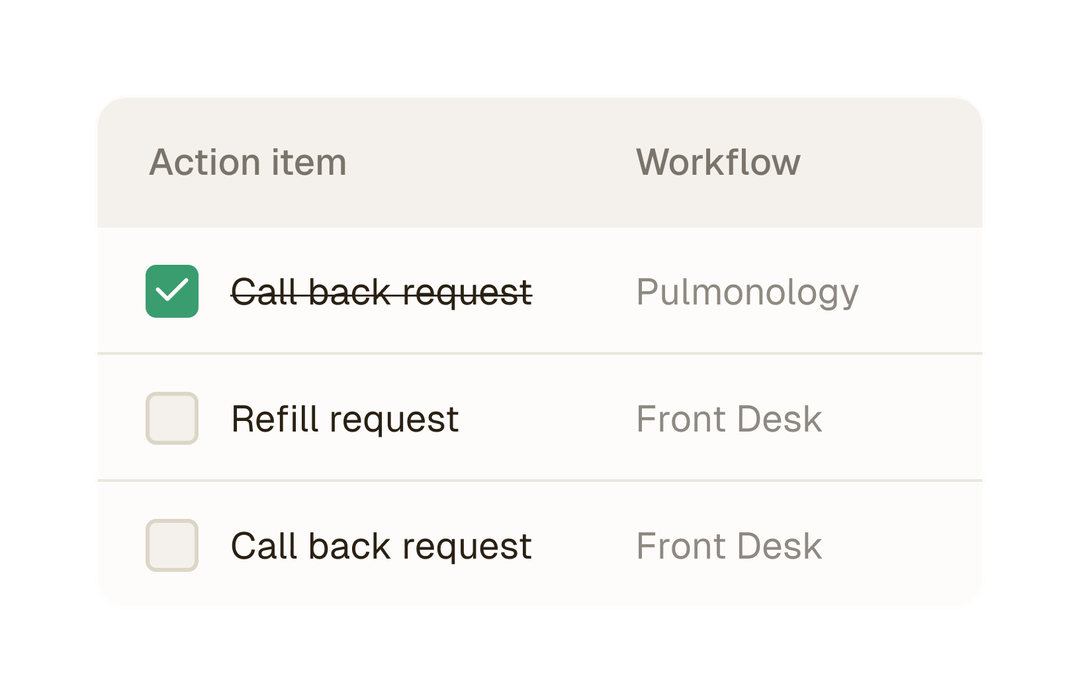 Action item Workflow
Call back request Pulmonology
Refill request Front Desk
Call back request Front Desk